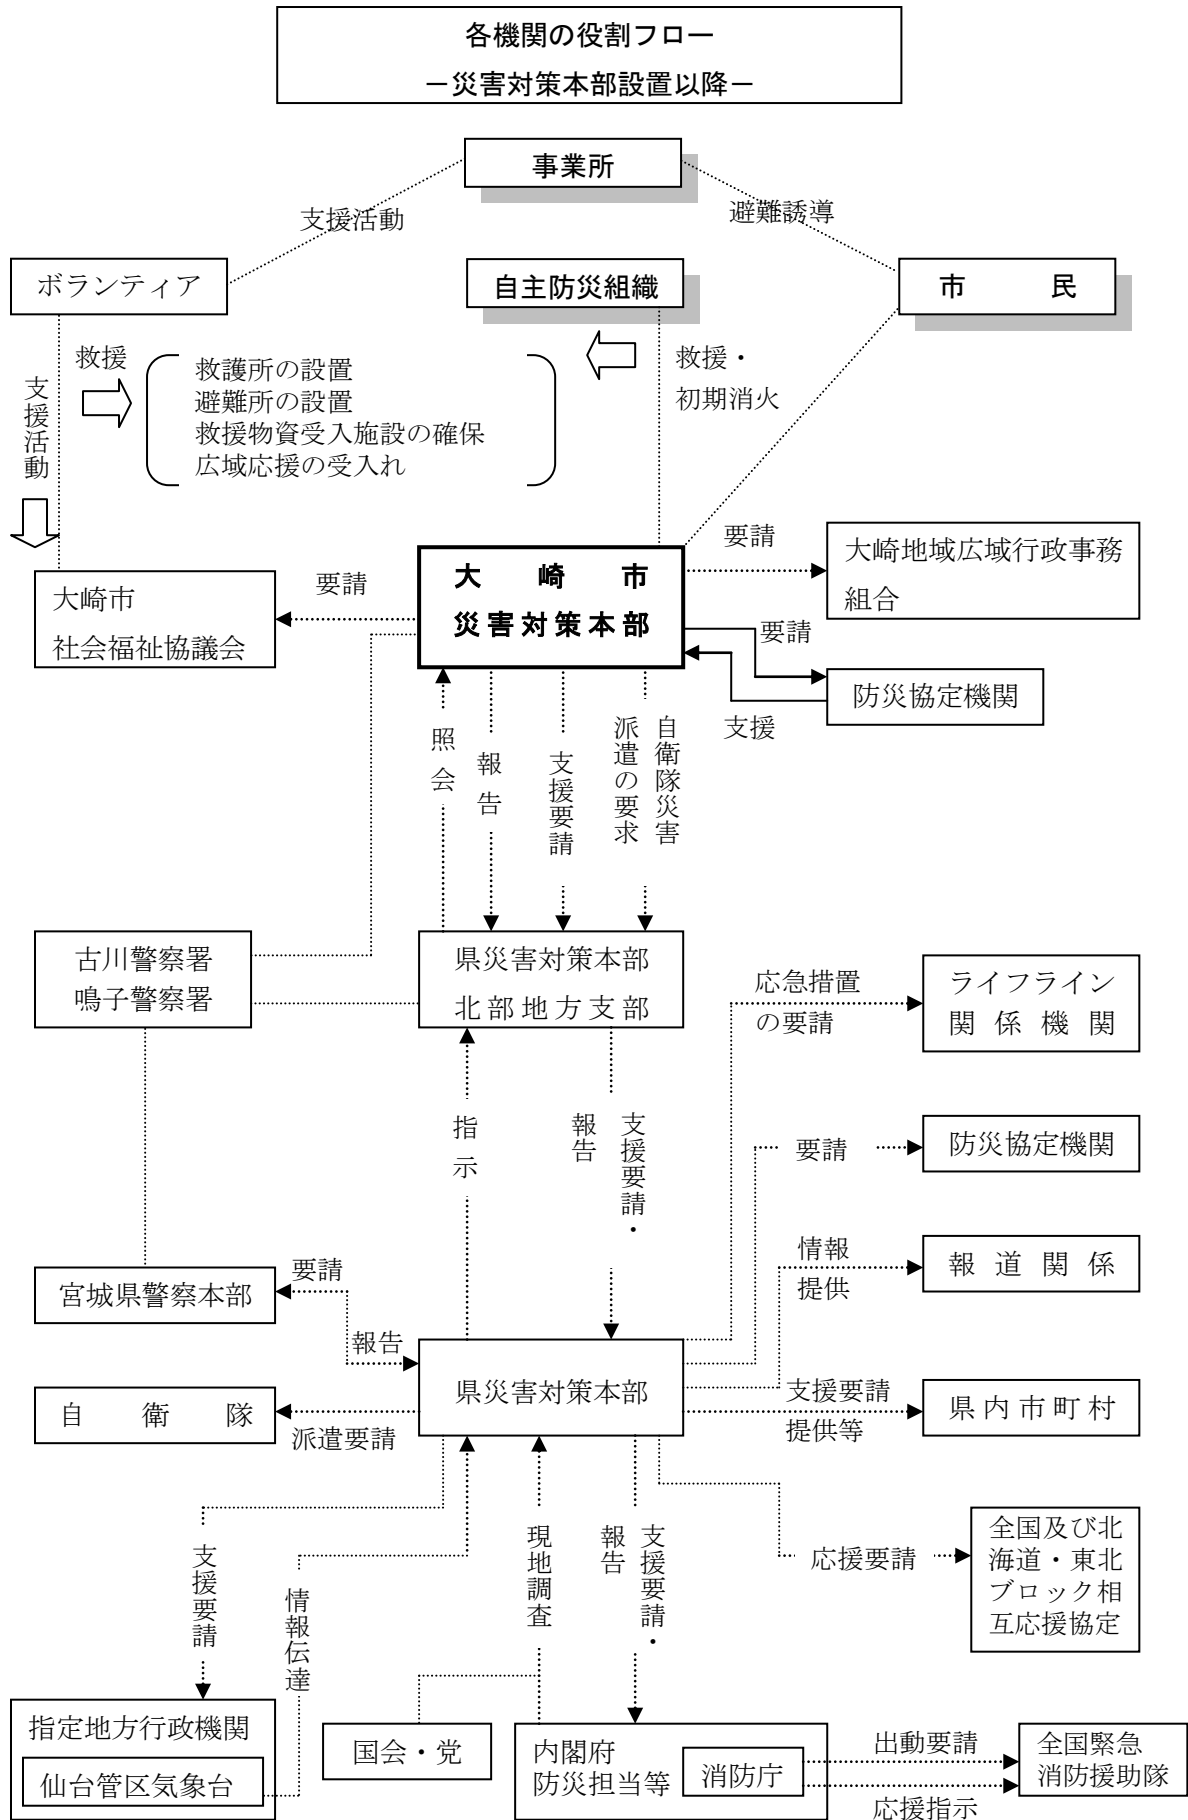 各機関の役割フロー
－災害対策本部設置以降－
事業所
支援活動
避難誘導
ボランティア
自主防災組織
市　　民
支援活動
救援
救護所の設置
避難所の設置
救援物資受入施設の確保
広域応援の受入れ
救援・
初期消火
大　崎　市
災害対策本部
要請
大崎地域広域行政事務
組合
要請
大崎市
社会福祉協議会
要請
支援
防災協定機関
照会
報告
支援要請
自衛隊災害
派遣の要求
古川警察署
鳴子警察署
県災害対策本部
北部地方支部
応急措置
の要請
ライフライン
関係機関
指示
支援要請・
報告
要請
防災協定機関
情報
提供
報道関係
宮城県警察本部
要請
報告
県災害対策本部
支援要請
提供等
県内市町村
自　衛　隊
派遣要請
支援要請
情報伝達
現地調査
支援要請・
報告
応援要請
全国及び北
海道・東北
ブロック相
互応援協定
指定地方行政機関
仙台管区気象台
国会・党
内閣府
防災担当等
消防庁
出動要請
応援指示
全国緊急
消防援助隊